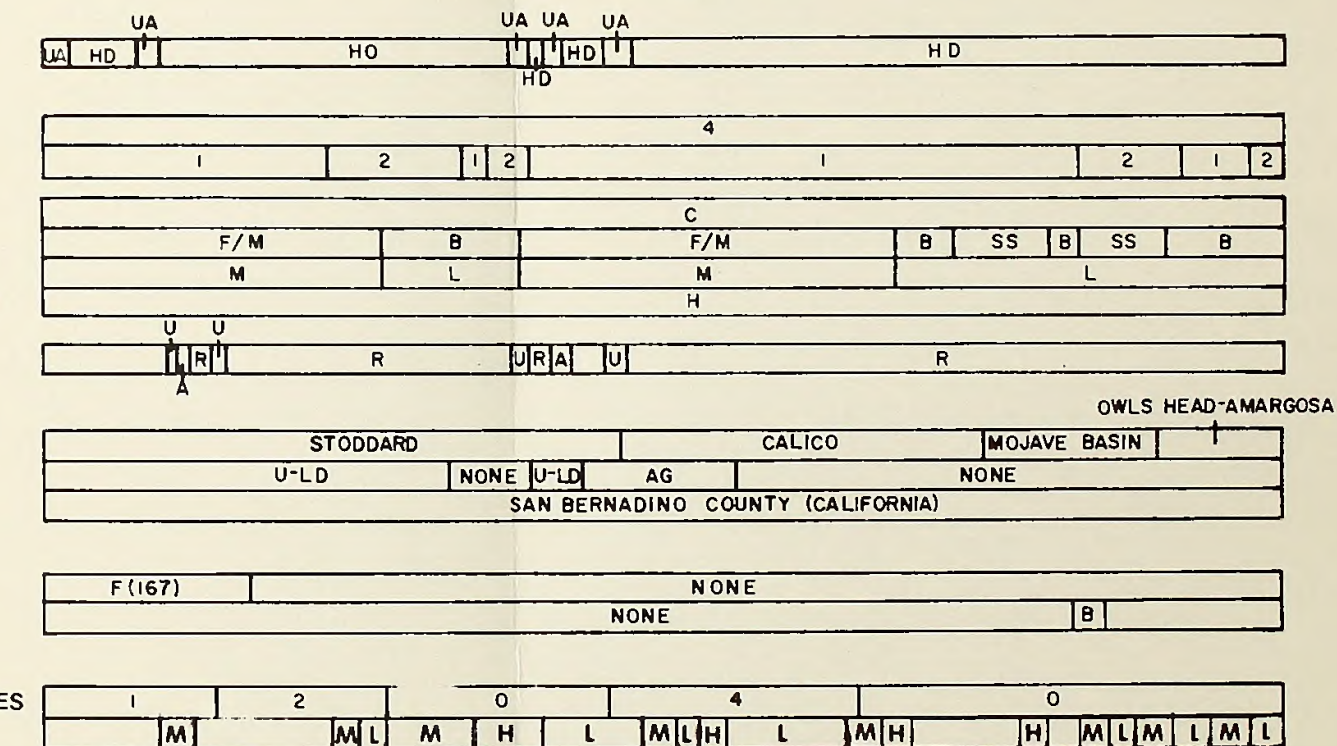 UA UA UA UA
UA HD HO HD HD
HD
4
1 2 1 2 1 2 1 2
C
F/M B F/M B SS B SS B
M L M L
H
U U
R R U R A U R
A
OWLS HEAD-AMARGOSA
STODDARD CALICO MOJAVE BASIN
U-LD NONE U-LD AG NONE
SAN BERNADINO COUNTY (CALIFORNIA)
F(167) NONE
NONE B
ES 1 2 0 4 0
M M L M H L M L H L M H H M L M L M L